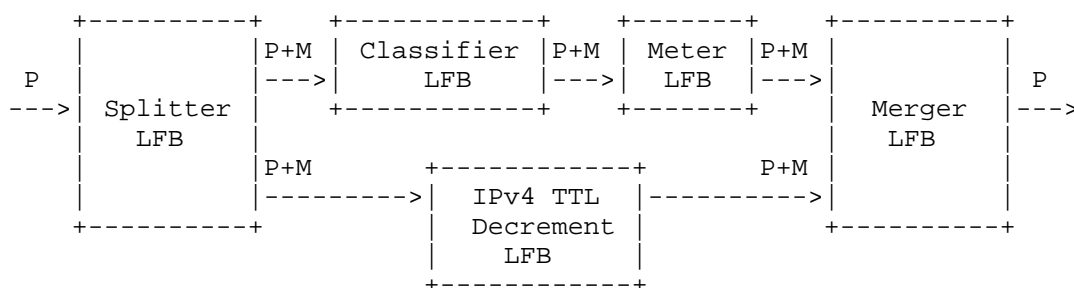 P+M Classifier P+M Meter P+M
P LFB LFB P
Splitter Merger
LFB LFB
P+M P+M
IPv4 TTL
Decrement
LFB